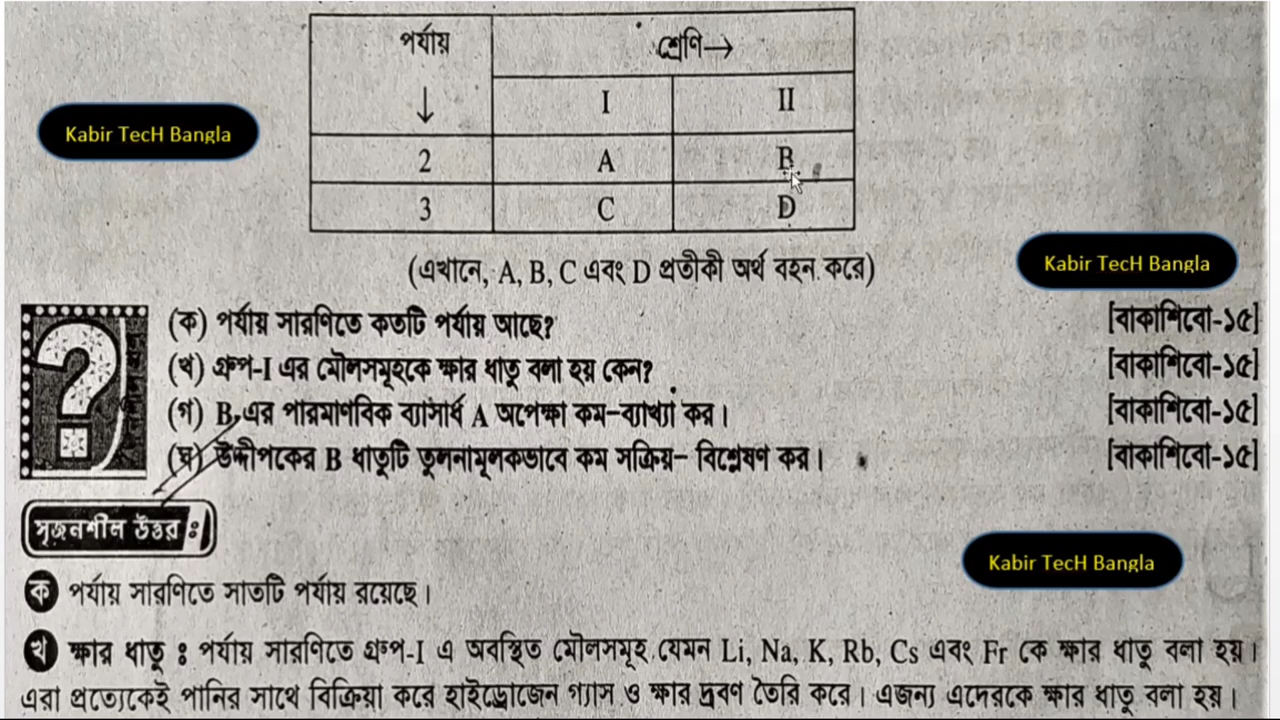 পর্যায় শ্রেণি→
↓ I II
Kabir TecH Bangla
2 A B
3 C D
(এখানে, A, B, C এবং D প্রতীকী অর্থ বহন করে)
Kabir TecH Bangla
(ক) পর্যায় সারণিতে কতটি পর্যায় আছে? [বাকাশিবো-১৫]
(খ) গ্রুপ-I এর মৌলসমূহকে ক্ষার ধাতু বলা হয় কেন? [বাকাশিবো-১৫]
(গ) B এর পারমাণবিক ব্যাসার্ধ A অপেক্ষা কম-ব্যাখ্যা কর। [বাকাশিবো-১৫]
(ঘ) উদ্দীপকের B ধাতুটি তুলনামূলকভাবে কম সক্রিয়- বিশ্লেষণ কর। [বাকাশিবো-১৫]
সৃজনশীল উত্তর :
Kabir TecH Bangla
ক পর্যায় সারণিতে সাতটি পর্যায় রয়েছে।
খ ক্ষার ধাতু : পর্যায় সারণিতে গ্রুপ-I এ অবস্থিত মৌলসমূহ যেমন Li, Na, K, Rb, Cs এবং Fr কে ক্ষার ধাতু বলা হয়।
এরা প্রত্যেকেই পানির সাথে বিক্রিয়া করে হাইড্রোজেন গ্যাস ও ক্ষার দ্রবণ তৈরি করে। এজন্য এদেরকে ক্ষার ধাতু বলা হয়।